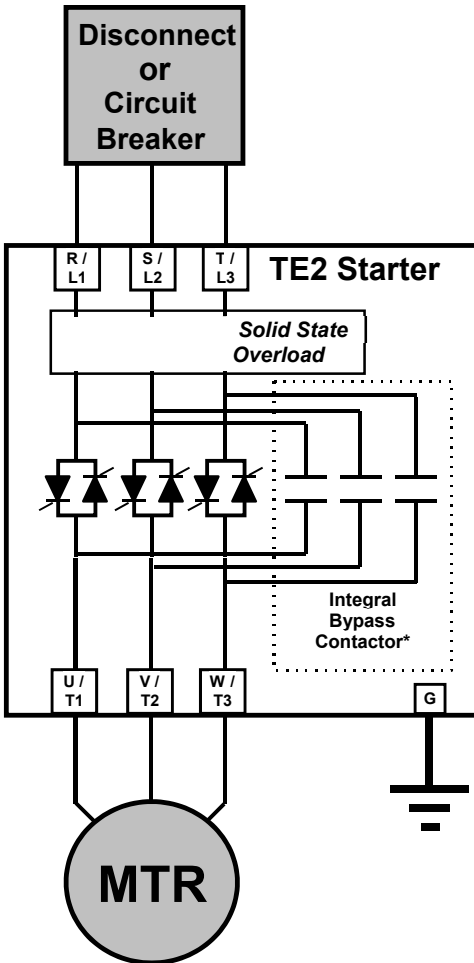 Disconnect
or
Circuit
Breaker
R /
L1
S /
L2
T /
L3
TE2 Starter
Solid State
Overload
Integral
Bypass
Contactor*
U /
T1
V /
T2
W /
T3
G
MTR